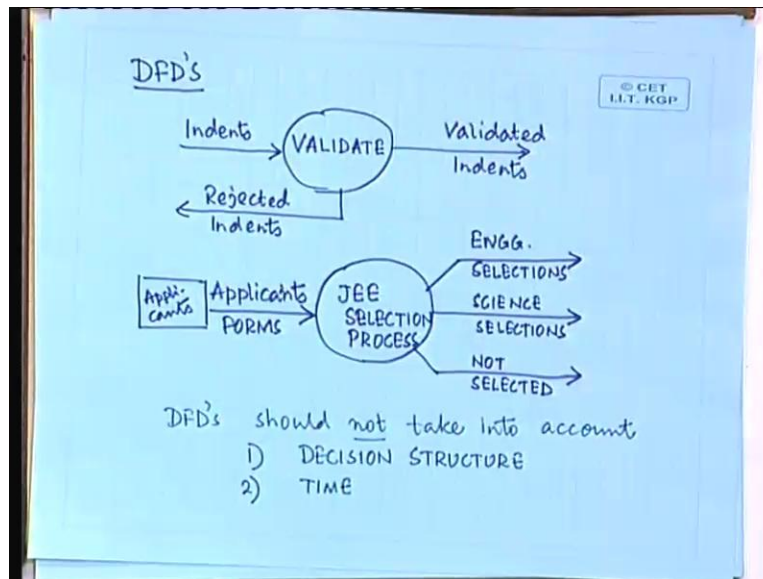 DFD's
© CET
I.I.T. KGP
Indents
VALIDATE
Validated
Indents
Rejected
Indents
ENGG.
SELECTIONS
Appli-
cants
Applicants
FORMS
JEE
SELECTION
PROCESS
SCIENCE
SELECTIONS
NOT
SELECTED
DFD's should not take into account
1) DECISION STRUCTURE
2) TIME